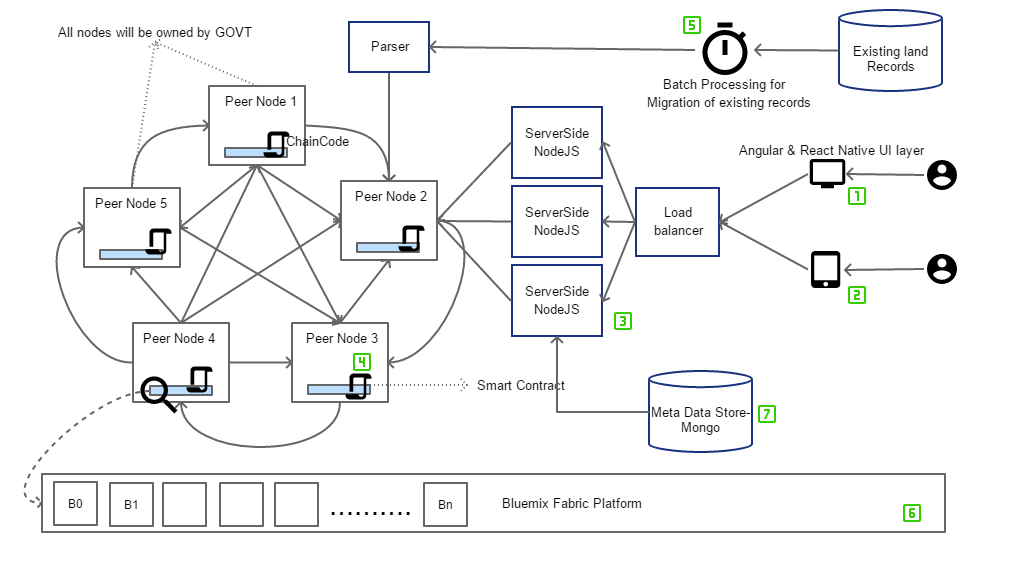 All nodes will be owned by GOVT
Parser
5
Existing land
Records
Batch Processing for
Migration of existing records
Peer Node 1
ChainCode
ServerSide
NodeJS
Angular & React Native UI layer
1
Peer Node 5
Peer Node 2
ServerSide
NodeJS
Load
balancer
2
ServerSide
NodeJS
3
Peer Node 4
Peer Node 3
4
Smart Contract
Meta Data Store-
Mongo
7
B0
B1
..........
Bn
Bluemix Fabric Platform
6